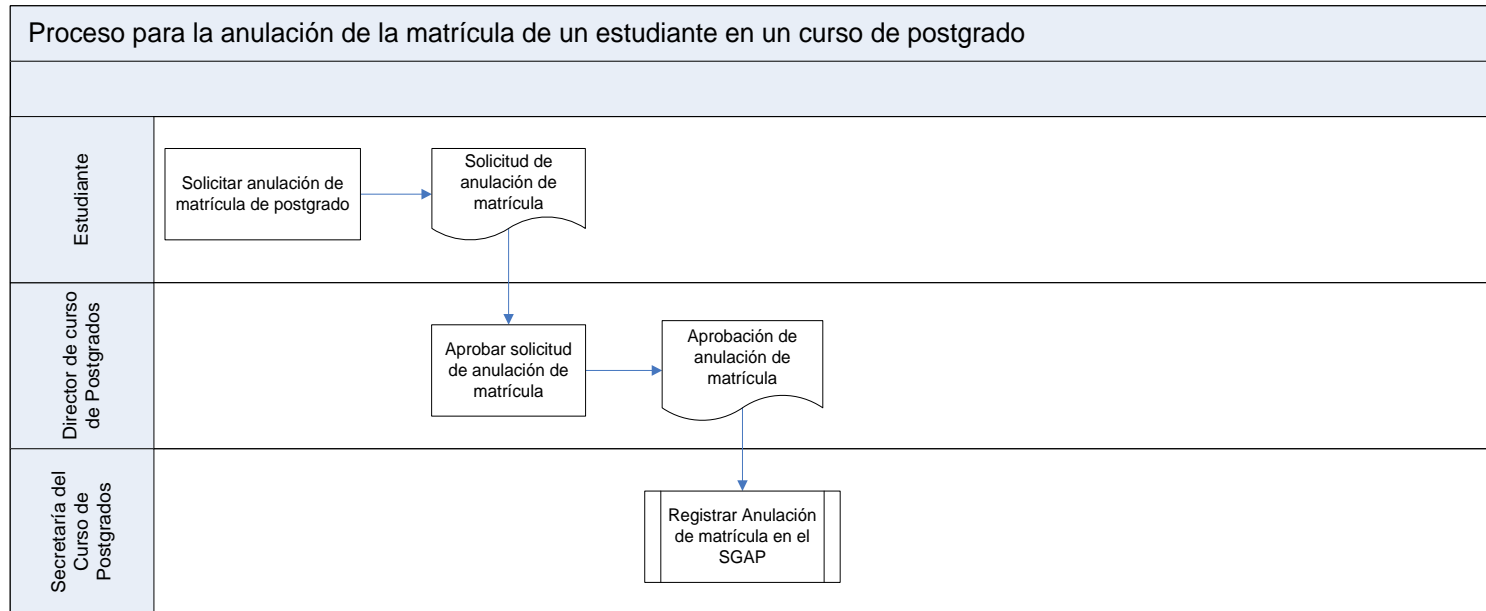 Proceso para la anulación de la matrícula de un estudiante en un curso de postgrado
Estudiante
Solicitar anulación de
matrícula de postgrado
Solicitud de
anulación de
matrícula
Director de curso
de Postgrados
Aprobar solicitud
de anulación de
matrícula
Aprobación de
anulación de
matrícula
Secretaría del
Curso de
Postgrados
Registrar Anulación
de matrícula en el
SGAP